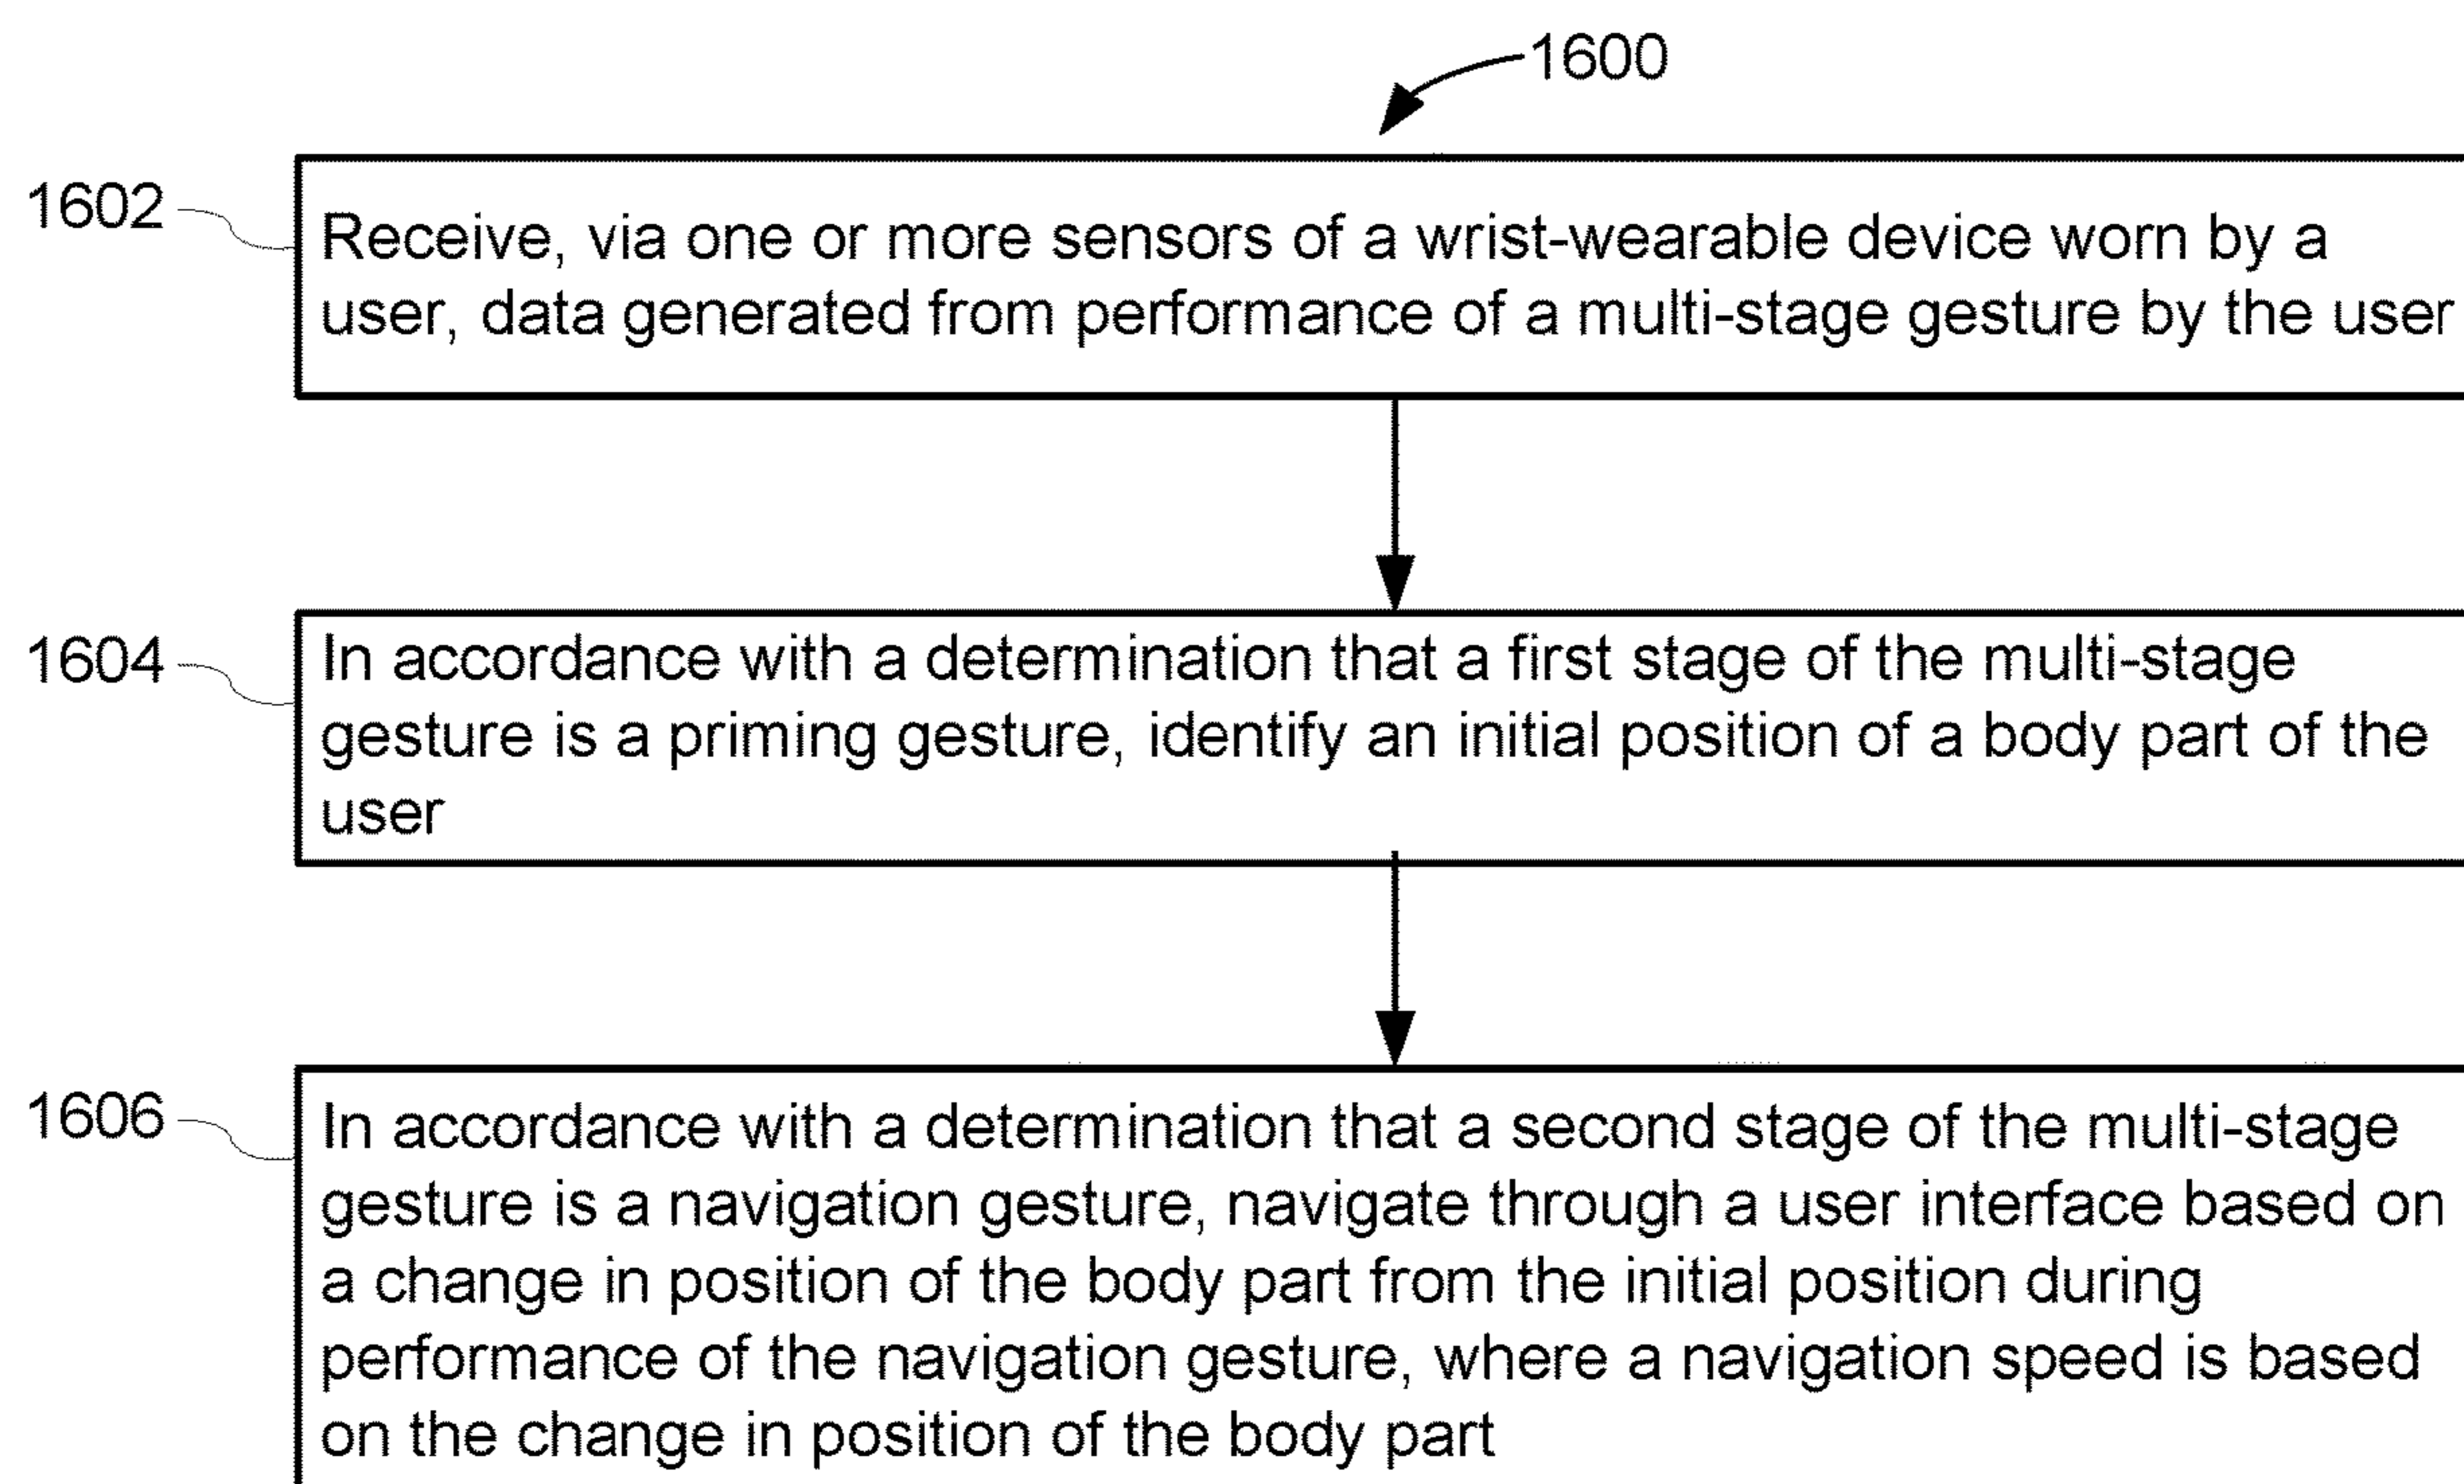 1600
1602
Receive, via one or more sensors of a wrist-wearable device worn by a
user, data generated from performance of a multi-stage gesture by the user
1604
In accordance with a determination that a first stage of the multi-stage
gesture is a priming gesture, identify an initial position of a body part of the
user
1606
In accordance with a determination that a second stage of the multi-stage
gesture is a navigation gesture, navigate through a user interface based on
a change in position of the body part from the initial position during
performance of the navigation gesture, where a navigation speed is based
on the change in position of the body part